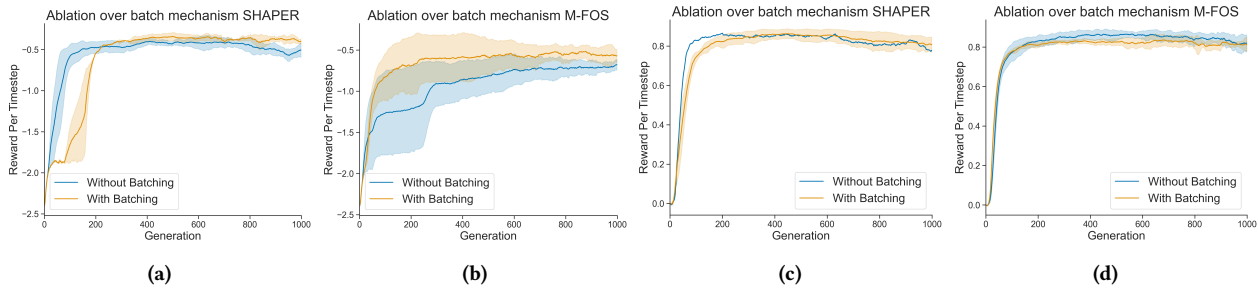 Ablation over batch mechanism SHAPER
Reward Per Timestep
−0.5
−1.0
−1.5
−2.0
−2.5
Without Batching
With Batching
0 200 400 600 800 1000
Generation
(a)
Ablation over batch mechanism M-FOS
Reward Per Timestep
−0.5
−1.0
−1.5
−2.0
−2.5
Without Batching
With Batching
0 200 400 600 800 1000
Generation
(b)
Ablation over batch mechanism SHAPER
Reward Per Timestep
0.8
0.6
0.4
0.2
0.0
Without Batching
With Batching
0 200 400 600 800 1000
Generation
(c)
Ablation over batch mechanism M-FOS
Reward Per Timestep
0.8
0.6
0.4
0.2
0.0
Without Batching
With Batching
0 200 400 600 800 1000
Generation
(d)